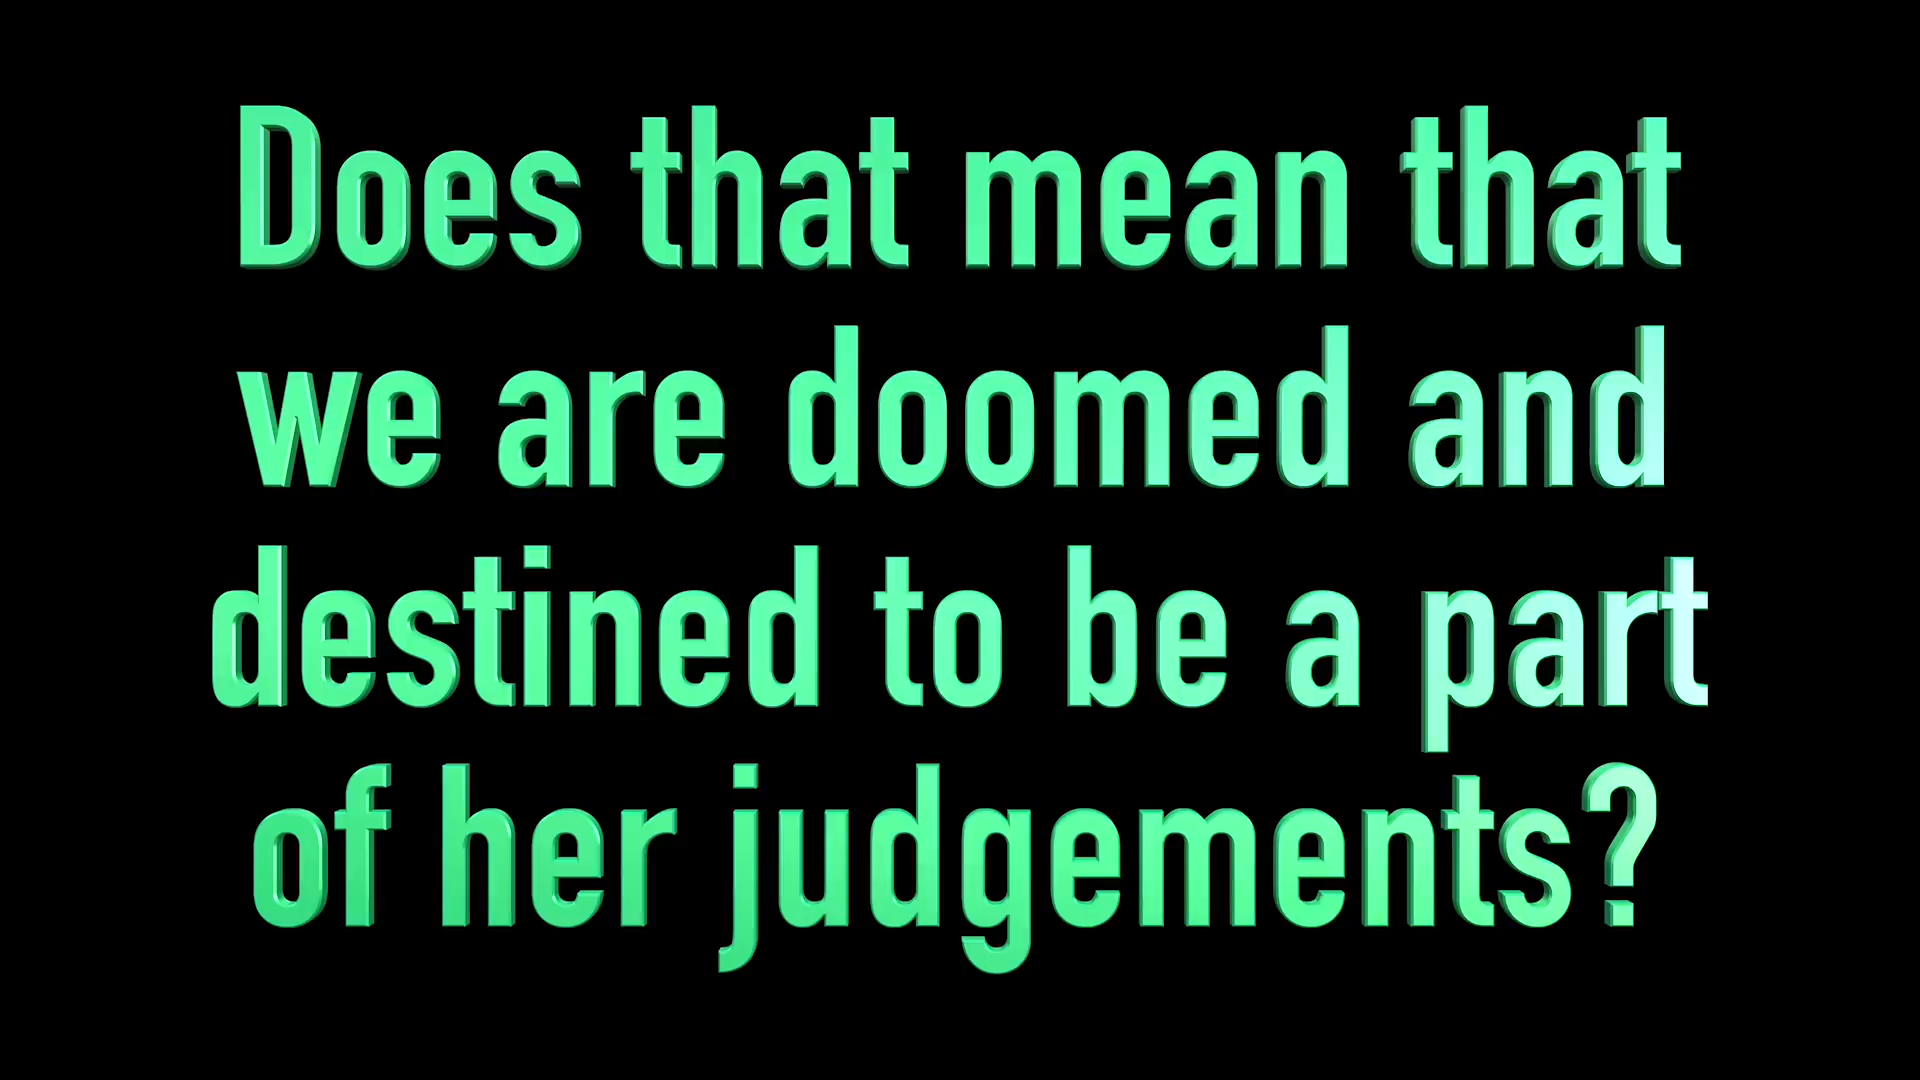 Does that mean that
we are doomed and
destined to be a part
of her judgements?